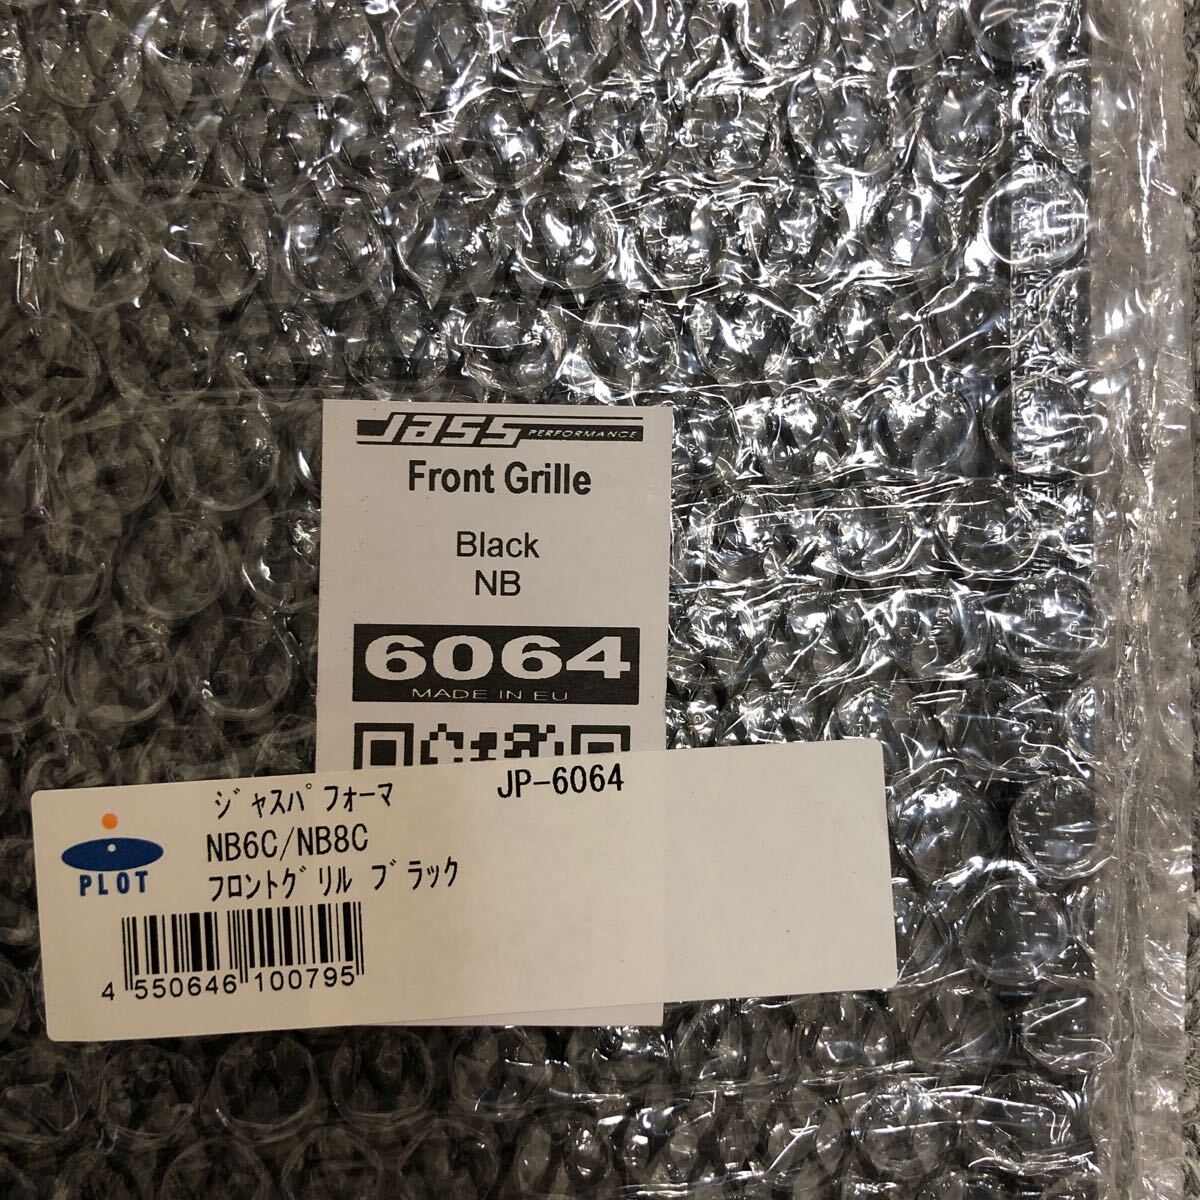 Jass PERFORMANCE
Front Grille
Black
NB
6064
MADE IN EU
ｼﾞｬｽﾊﾟﾌｫｰﾏ JP-6064
NB6C/NB8C
ﾌﾛﾝﾄｸﾞﾘﾙ ﾌﾞﾗｯｸ
PLOT
4 550646 100795